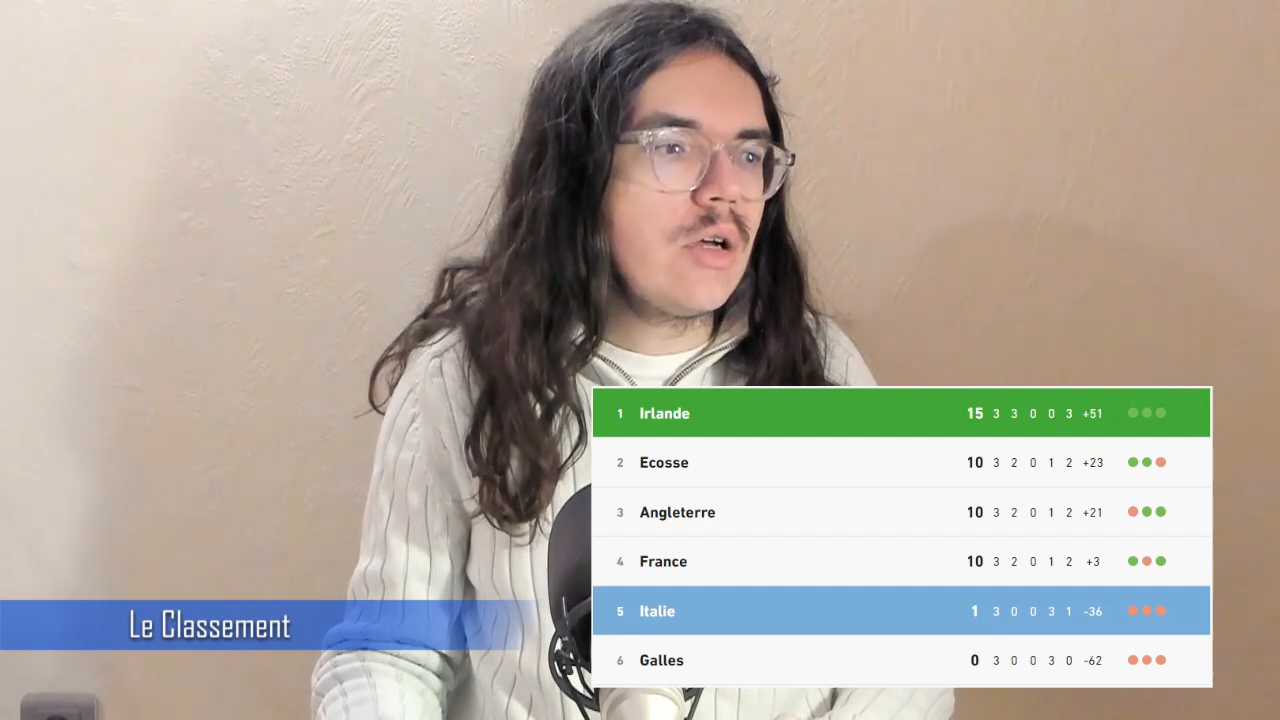 1 Irlande 15 3 3 0 0 3 +51
2 Ecosse 10 3 2 0 1 2 +23
3 Angleterre 10 3 2 0 1 2 +21
4 France 10 3 2 0 1 2 +3
5 Italie 1 3 0 0 3 1 -36
6 Galles 0 3 0 0 3 0 -62
Le Classement